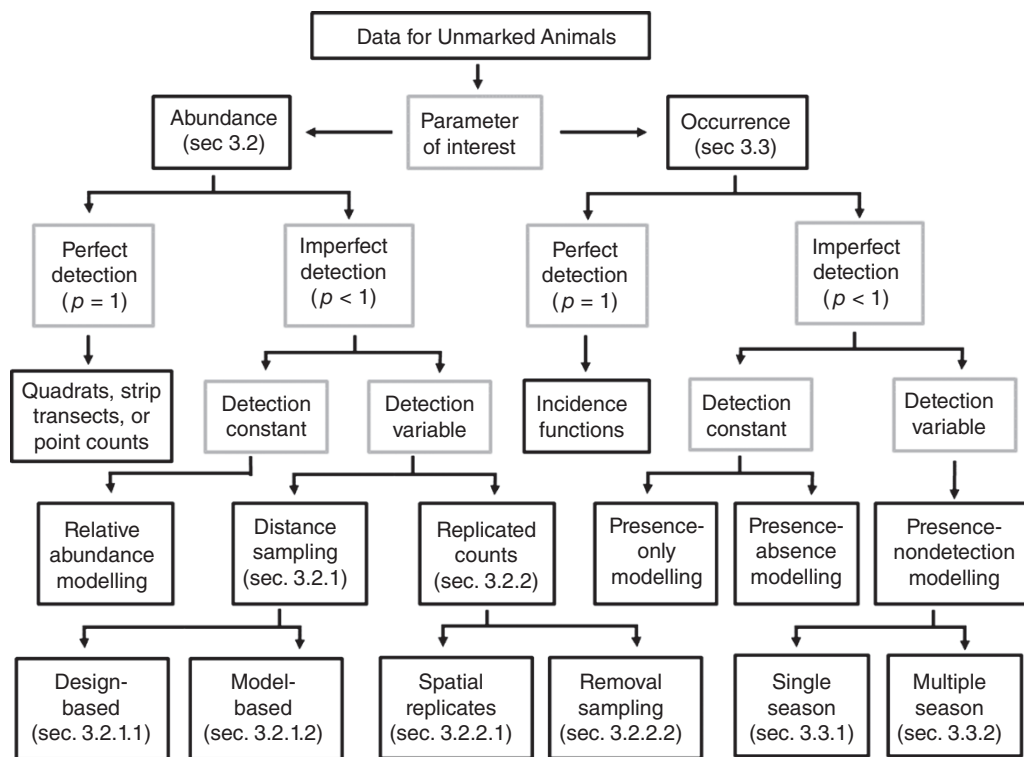 Data for Unmarked Animals
Abundance
(sec 3.2)
Parameter
of interest
Occurrence
(sec 3.3)
Perfect
detection
(p = 1)
Imperfect
detection
(p < 1)
Perfect
detection
(p = 1)
Imperfect
detection
(p < 1)
Quadrats, strip
transects, or
point counts
Detection
constant
Detection
variable
Incidence
functions
Detection
constant
Detection
variable
Relative
abundance
modelling
Distance
sampling
(sec. 3.2.1)
Replicated
counts
(sec. 3.2.2)
Presence-
only
modelling
Presence-
absence
modelling
Presence-
nondetection
modelling
Design-
based
(sec. 3.2.1.1)
Model-
based
(sec. 3.2.1.2)
Spatial
replicates
(sec. 3.2.2.1)
Removal
sampling
(sec. 3.2.2.2)
Single
season
(sec. 3.3.1)
Multiple
season
(sec. 3.3.2)